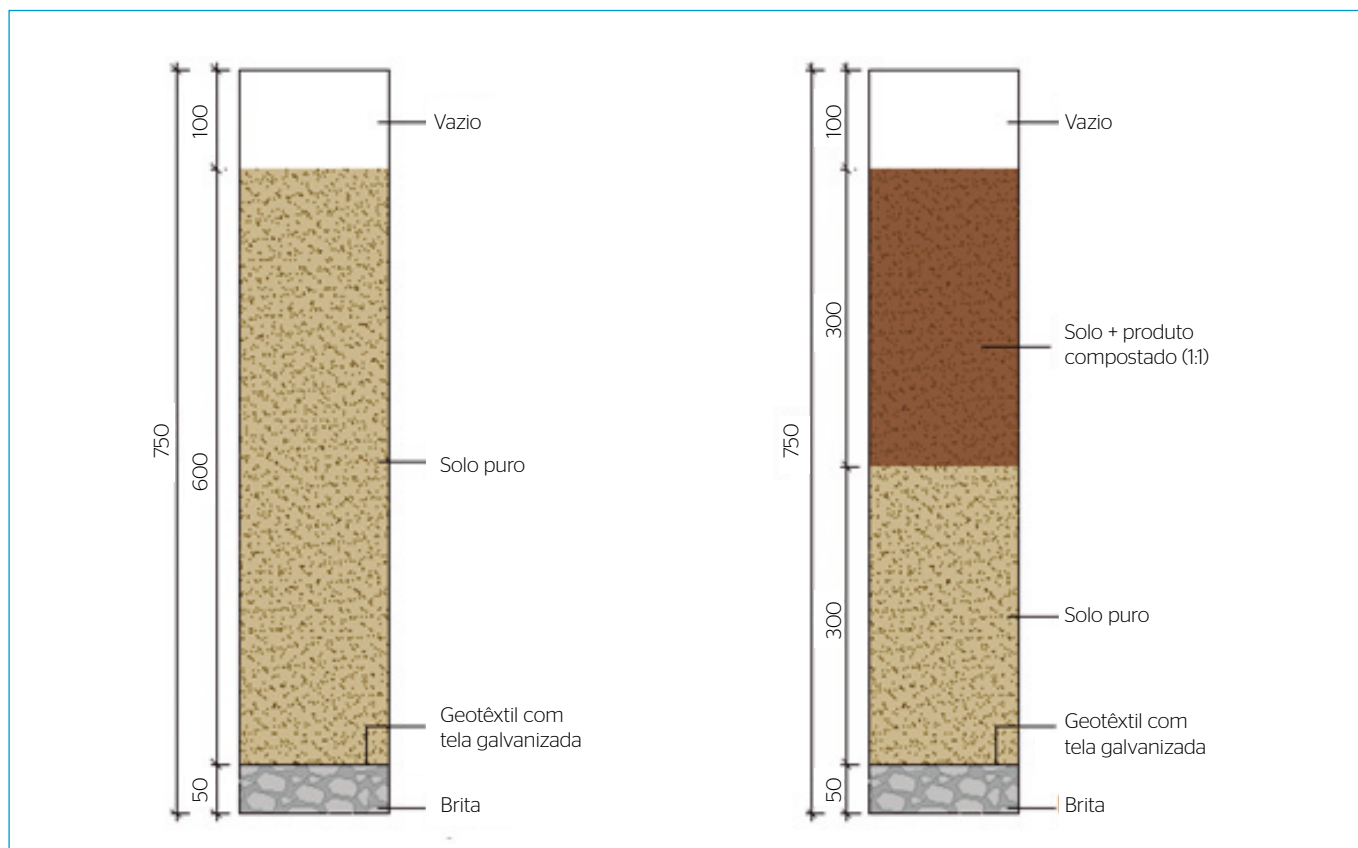 750
100
600
50
Vazio
Solo puro
Geotêxtil com
tela galvanizada
Brita
750
100
300
300
50
Vazio
Solo + produto
compostado (1:1)
Solo puro
Geotêxtil com
tela galvanizada
Brita